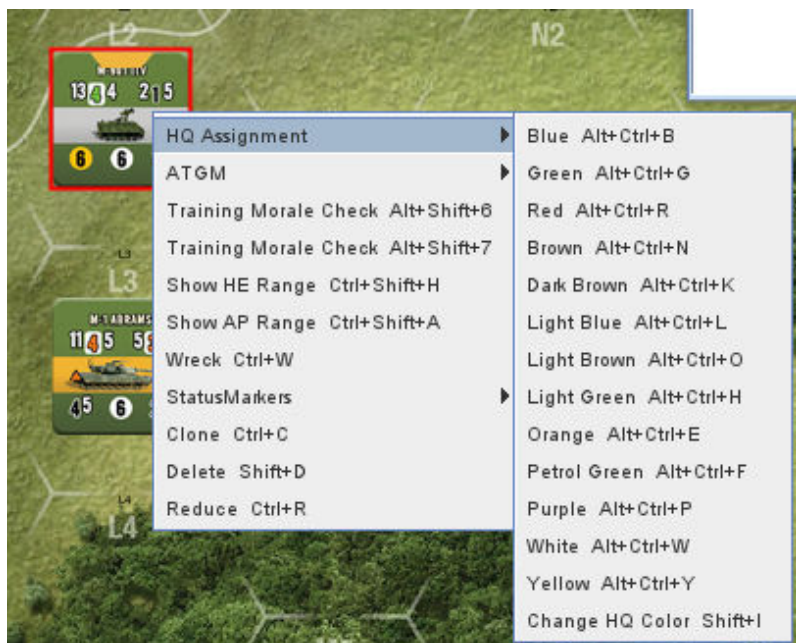 L2
N2
13 4 4 2 1 5
6 6
HQ Assignment
ATGM
Training Morale Check Alt+Shift+6
Training Morale Check Alt+Shift+7
Show HE Range Ctrl+Shift+H
Show AP Range Ctrl+Shift+A
Wreck Ctrl+W
StatusMarkers
Clone Ctrl+C
Delete Shift+D
Reduce Ctrl+R
Blue Alt+Ctrl+B
Green Alt+Ctrl+G
Red Alt+Ctrl+R
Brown Alt+Ctrl+N
Dark Brown Alt+Ctrl+K
Light Blue Alt+Ctrl+L
Light Brown Alt+Ctrl+O
Light Green Alt+Ctrl+H
Orange Alt+Ctrl+E
Petrol Green Alt+Ctrl+F
Purple Alt+Ctrl+P
White Alt+Ctrl+W
Yellow Alt+Ctrl+Y
Change HQ Color Shift+I
L3
L3
M-1 ABRAMS
11 4 5 5
4 5 6
L4
L4